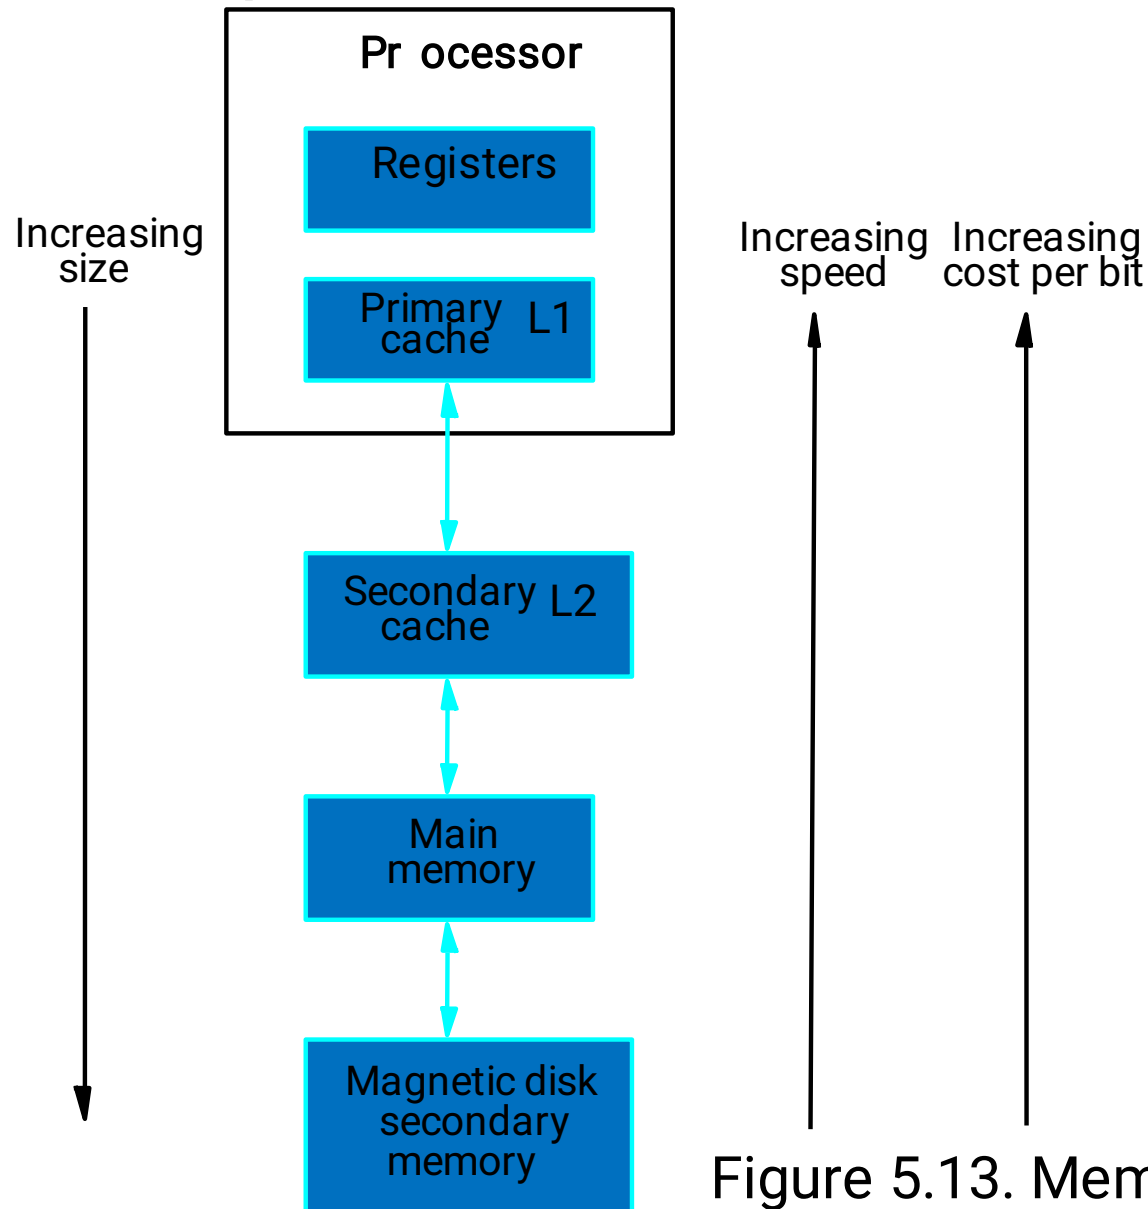 Pr ocessor
Registers
Increasing
size
Increasing
speed
Increasing
cost per bit
Primary
cache
L1
Secondary
cache
L2
Main
memory
Magnetic disk
secondary
memory
Figure 5.13. Mem